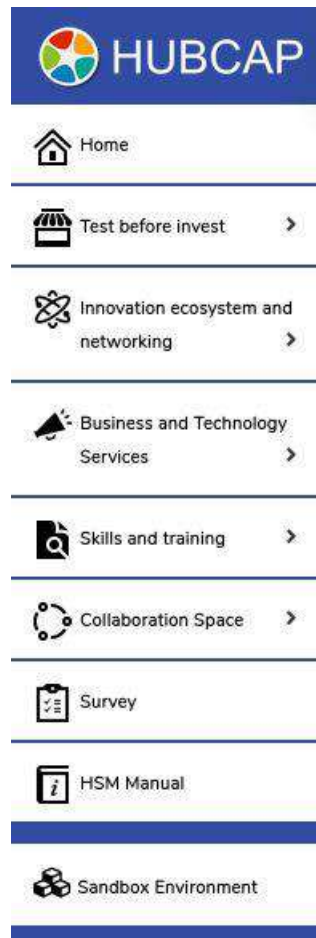 HUBCAP
Home
Test before invest
Innovation ecosystem and
networking
Business and Technology
Services
Skills and training
Collaboration Space
Survey
i HSM Manual
Sandbox Environment